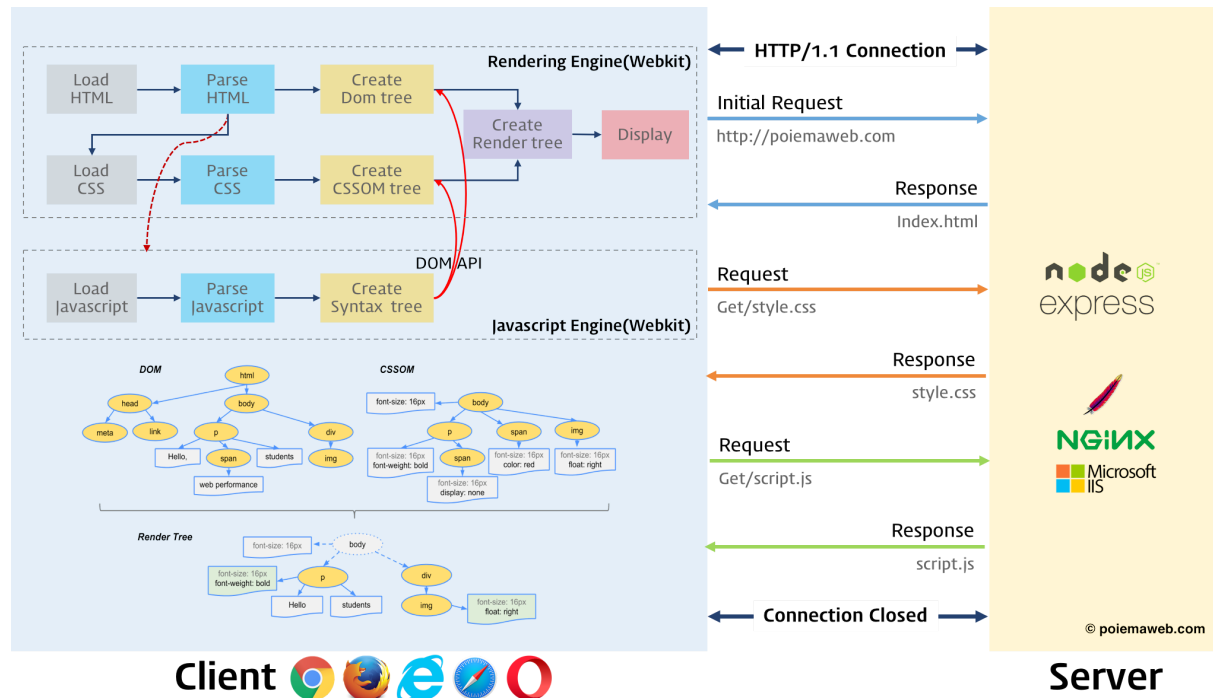 Rendering Engine(Webkit)
Load
HTML
Parse
HTML
Create
Dom tree
Create
Render tree
Display
Load
CSS
Parse
CSS
Create
CSSOM tree
DOM API
Load
Javascript
Parse
Javascript
Create
Syntax tree
Javascript Engine(Webkit)
DOM
html
head
body
meta
link
p
div
Hello,
span
students
img
web performance
CSSOM
font-size: 16px
body
p
span
img
font-size: 16px
font-weight: bold
span
font-size: 16px
color: red
font-size: 16px
float: right
font-size: 16px
display: none
Render Tree
font-size: 16px
body
font-size: 16px
font-weight: bold
p
div
Hello
students
img
font-size: 16px
float: right
HTTP/1.1 Connection
Initial Request
http://poiemaweb.com
Response
Index.html
Request
Get/style.css
Response
style.css
Request
Get/script.js
Response
script.js
Connection Closed
node JS
express
NGINX
Microsoft
IIS
© poiemaweb.com
Client
Server